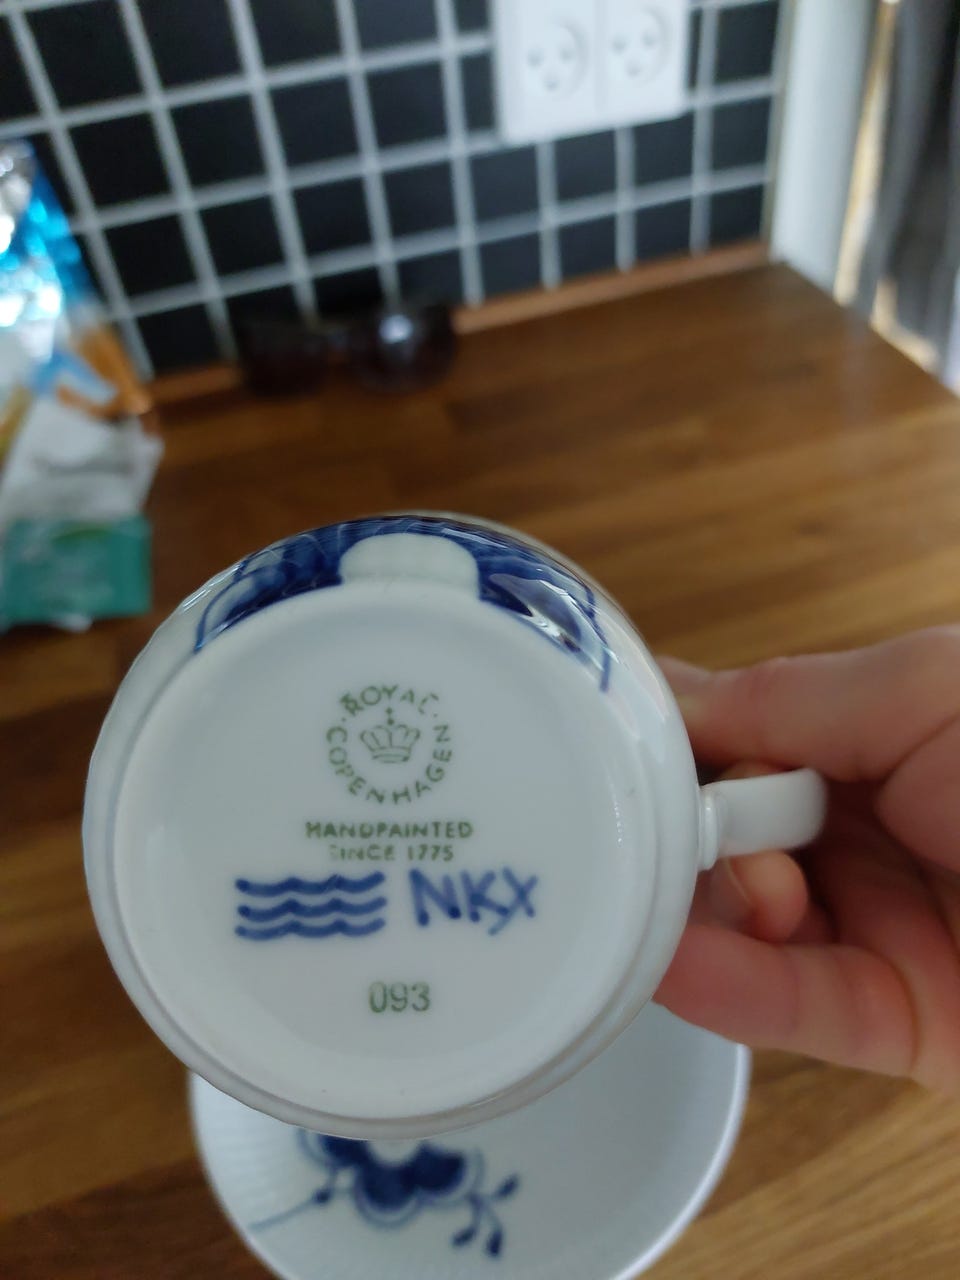 ROYAL COPENHAGEN
HANDPAINTED
SINCE 1775
NKX
093